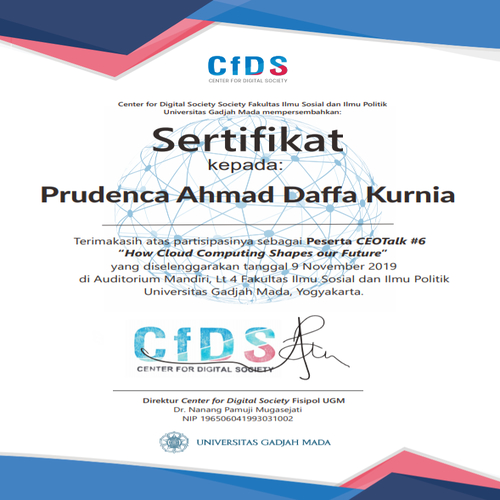 CfDS
CENTER FOR DIGITAL SOCIETY
Center for Digital Society Society Fakultas Ilmu Sosial dan Ilmu Politik
Universitas Gadjah Mada mempersembahkan:
Sertifikat
kepada:
Prudenca Ahmad Daffa Kurnia
Terimakasih atas partisipasinya sebagai Peserta CEOTalk #6
"How Cloud Computing Shapes our Future"
yang diselenggarakan tanggal 9 November 2019
di Auditorium Mandiri, Lt 4 Fakultas Ilmu Sosial dan Ilmu Politik
Universitas Gadjah Mada, Yogyakarta.
CfDS
CENTER FOR DIGITAL SOCIETY
Direktur Center for Digital Society Fisipol UGM
Dr. Nanang Pamuji Mugasejati
NIP 196506041993031002
UNIVERSITAS GADJAH MADA